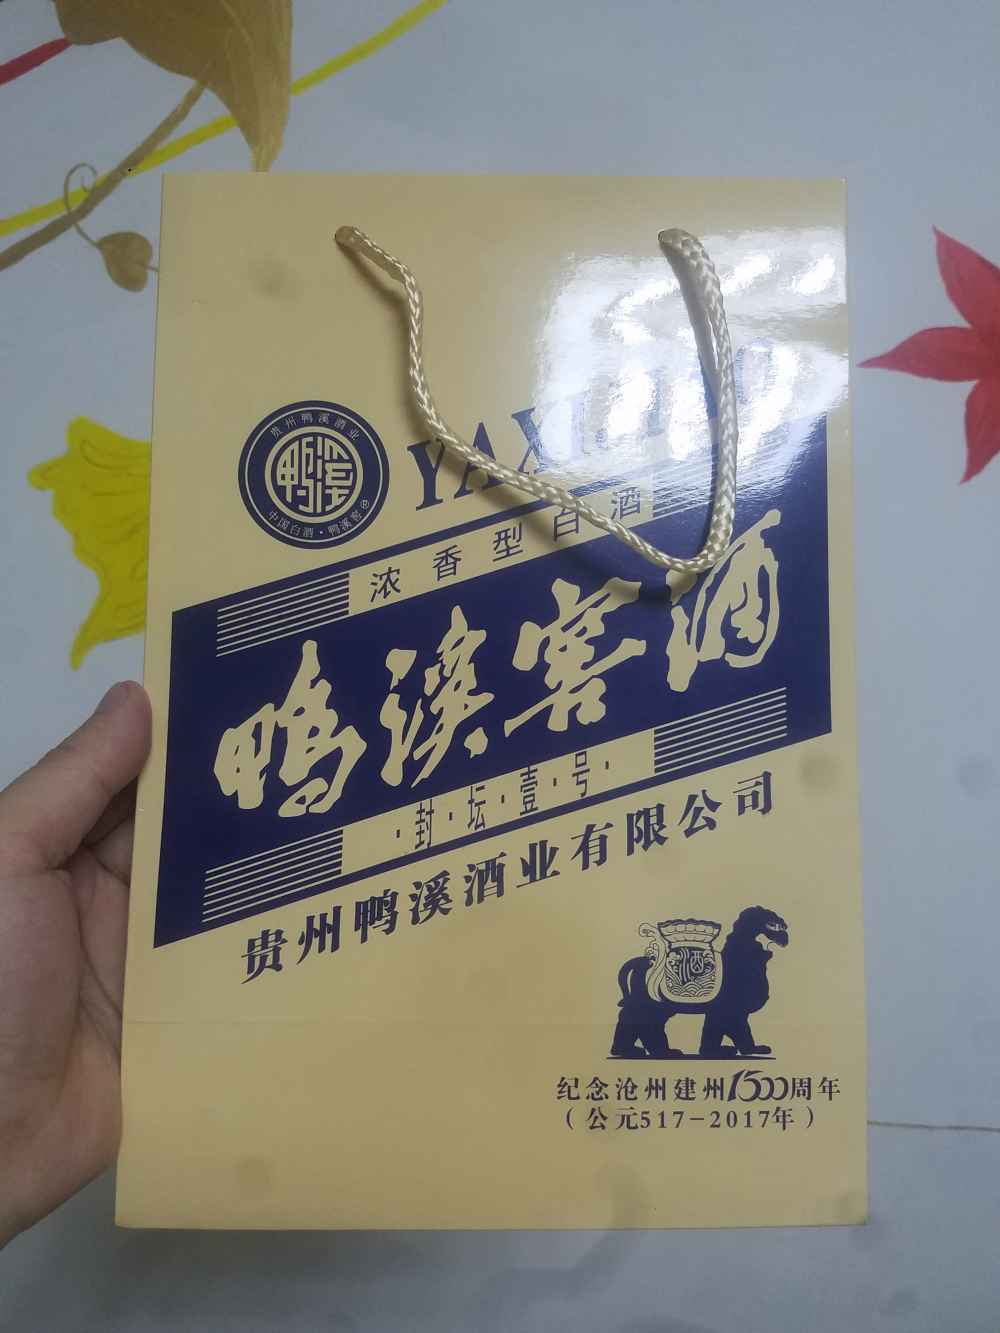 贵州鸭溪酒业
鸭溪
中国白酒·鸭溪窖®
浓香型白酒
鸭溪窖酒
·封·坛·壹·号·
贵州鸭溪酒业有限公司
酒
纪念沧州建州1500周年
（公元517-2017年）